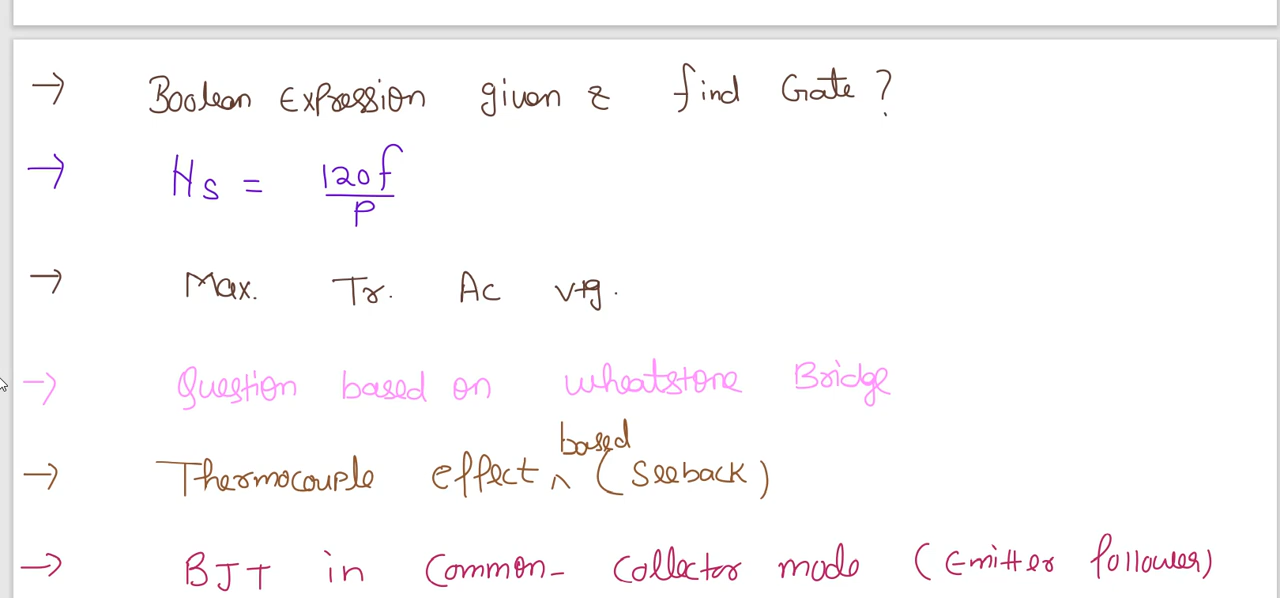 → Boolean Expression given & find Gate?
→ Ns = 120f / P
→ Max. Tr. Ac vtg.
→ Question based on wheatstone Bridge
→ Thermocouple effect ^ based (Seeback)
→ BJT in Common-Collector mode (Emitter follower)